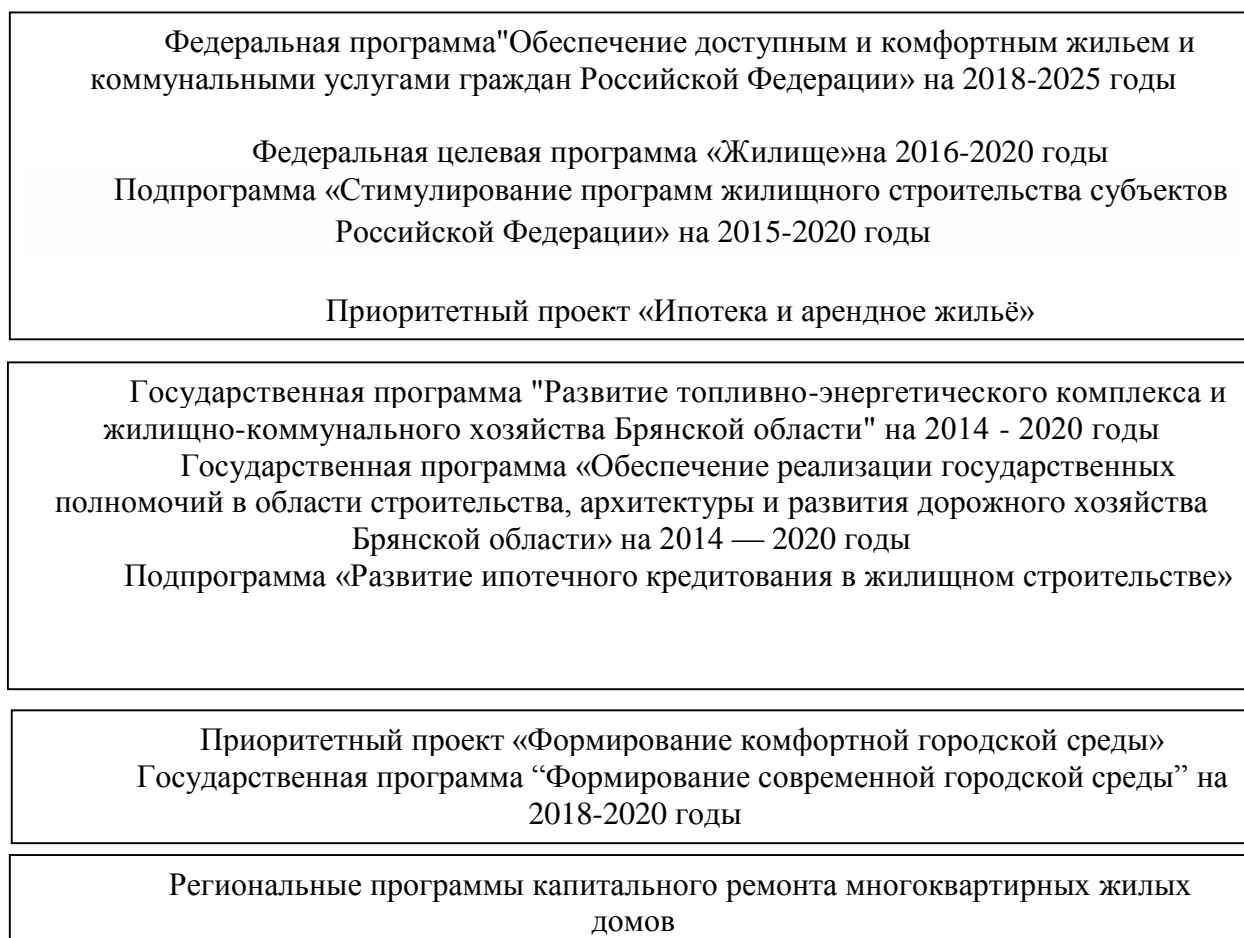 Федеральная программа"Обеспечение доступным и комфортным жильем и
коммунальными услугами граждан Российской Федерации» на 2018-2025 годы
Федеральная целевая программа «Жилище»на 2016-2020 годы
Подпрограмма «Стимулирование программ жилищного строительства субъектов
Российской Федерации» на 2015-2020 годы
Приоритетный проект «Ипотека и арендное жильё»
Государственная программа "Развитие топливно-энергетического комплекса и
жилищно-коммунального хозяйства Брянской области" на 2014 - 2020 годы
Государственная программа «Обеспечение реализации государственных
полномочий в области строительства, архитектуры и развития дорожного хозяйства
Брянской области» на 2014 — 2020 годы
Подпрограмма «Развитие ипотечного кредитования в жилищном строительстве»
Приоритетный проект «Формирование комфортной городской среды»
Государственная программа “Формирование современной городской среды” на
2018-2020 годы
Региональные программы капитального ремонта многоквартирных жилых
домов